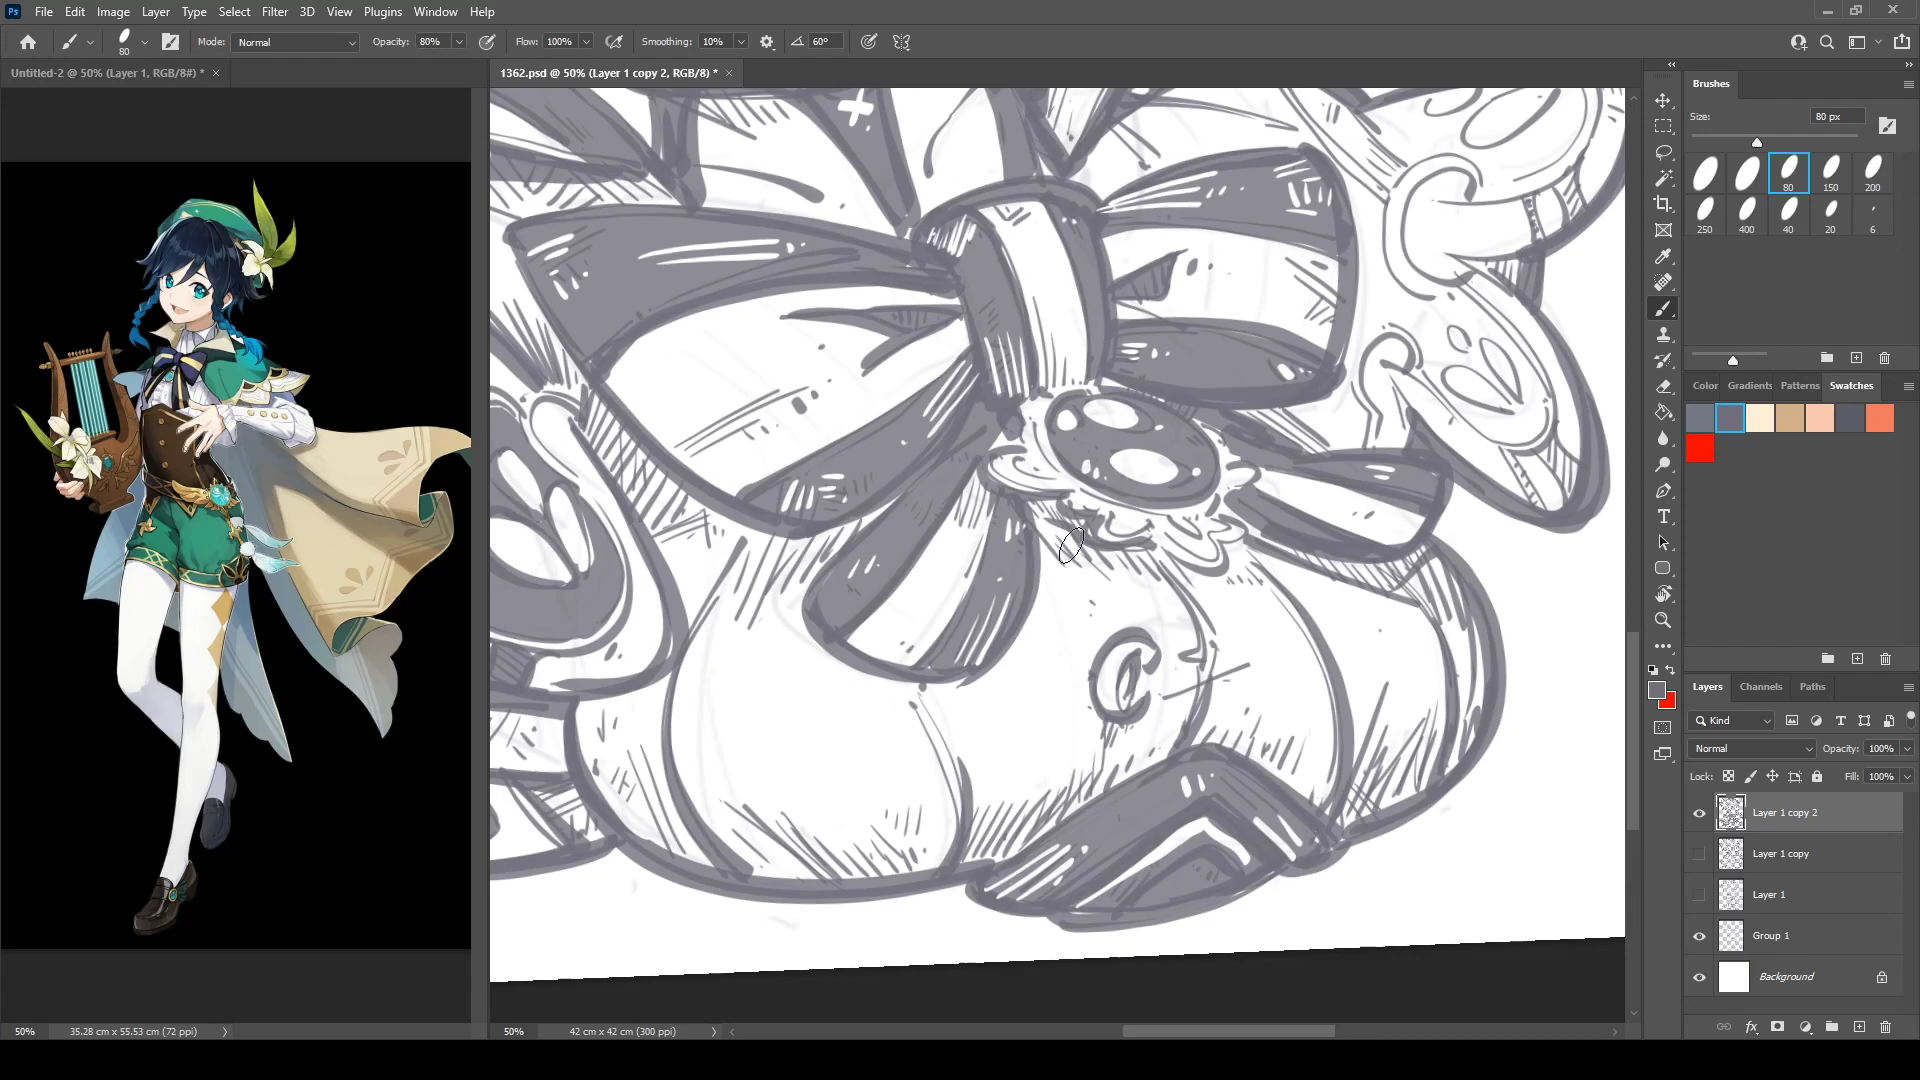 Ps File Edit Image Layer Type Select Filter 3D View Plugins Window Help
80 Mode: Normal Opacity: 80% Flow: 100% Smoothing: 10% 60°
Untitled-2 @ 50% (Layer 1, RGB/8#) * ×
1362.psd @ 50% (Layer 1 copy 2, RGB/8) * ×
Brushes
Size: 80 px
80 150 200
250 400 40 20 6
Color Gradients Patterns Swatches
Layers Channels Paths
Kind
Normal Opacity: 100%
Lock: Fill: 100%
Layer 1 copy 2
Layer 1 copy
Layer 1
Group 1
Background
fx
50% 35.28 cm x 55.53 cm (72 ppi)
50% 42 cm x 42 cm (300 ppi)